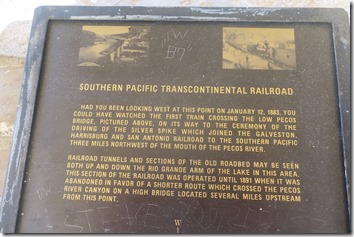 SOUTHERN PACIFIC TRANSCONTINENTAL RAILROAD
HAD YOU BEEN LOOKING WEST AT THIS POINT ON JANUARY 12, 1883, YOU
COULD HAVE WATCHED THE FIRST TRAIN CROSSING THE LOW PECOS
BRIDGE, PICTURED ABOVE, ON ITS WAY TO THE CEREMONY OF THE
DRIVING OF THE SILVER SPIKE WHICH JOINED THE GALVESTON,
HARRISBURG AND SAN ANTONIO RAILROAD TO THE SOUTHERN PACIFIC
THREE MILES NORTHWEST OF THE MOUTH OF THE PECOS RIVER.
RAILROAD TUNNELS AND SECTIONS OF THE OLD ROADBED MAY BE SEEN
BOTH UP AND DOWN THE RIO GRANDE ARM OF THE LAKE IN THIS AREA.
THIS SECTION OF THE RAILROAD WAS OPERATED UNTIL 1891 WHEN IT WAS
ABANDONED IN FAVOR OF A SHORTER ROUTE WHICH CROSSED THE PECOS
RIVER CANYON ON A HIGH BRIDGE LOCATED SEVERAL MILES UPSTREAM
FROM THIS POINT.
W